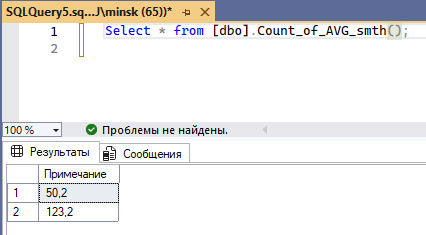 SQLQuery5.sq...J\minsk (65))*
1 Select * from [dbo].Count_of_AVG_smth();
2
100 % Проблемы не найдены.
Результаты Сообщения
Примечание
1 50,2
2 123,2